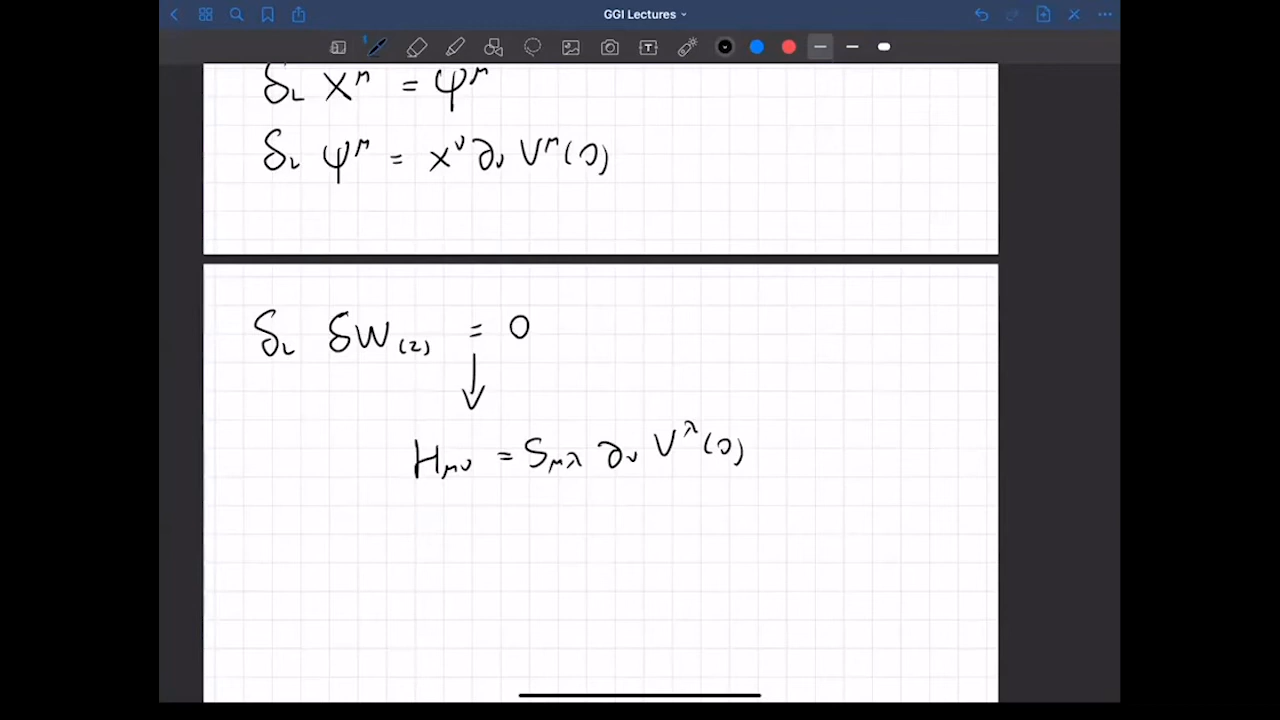 GGI Lectures
δ_L x^μ = ψ^μ
δ_L ψ^μ = x^ν ∂_ν V^μ(0)
δ_L δW_(2) = 0
↓
H_μν = S_μλ ∂_ν V^λ(0)